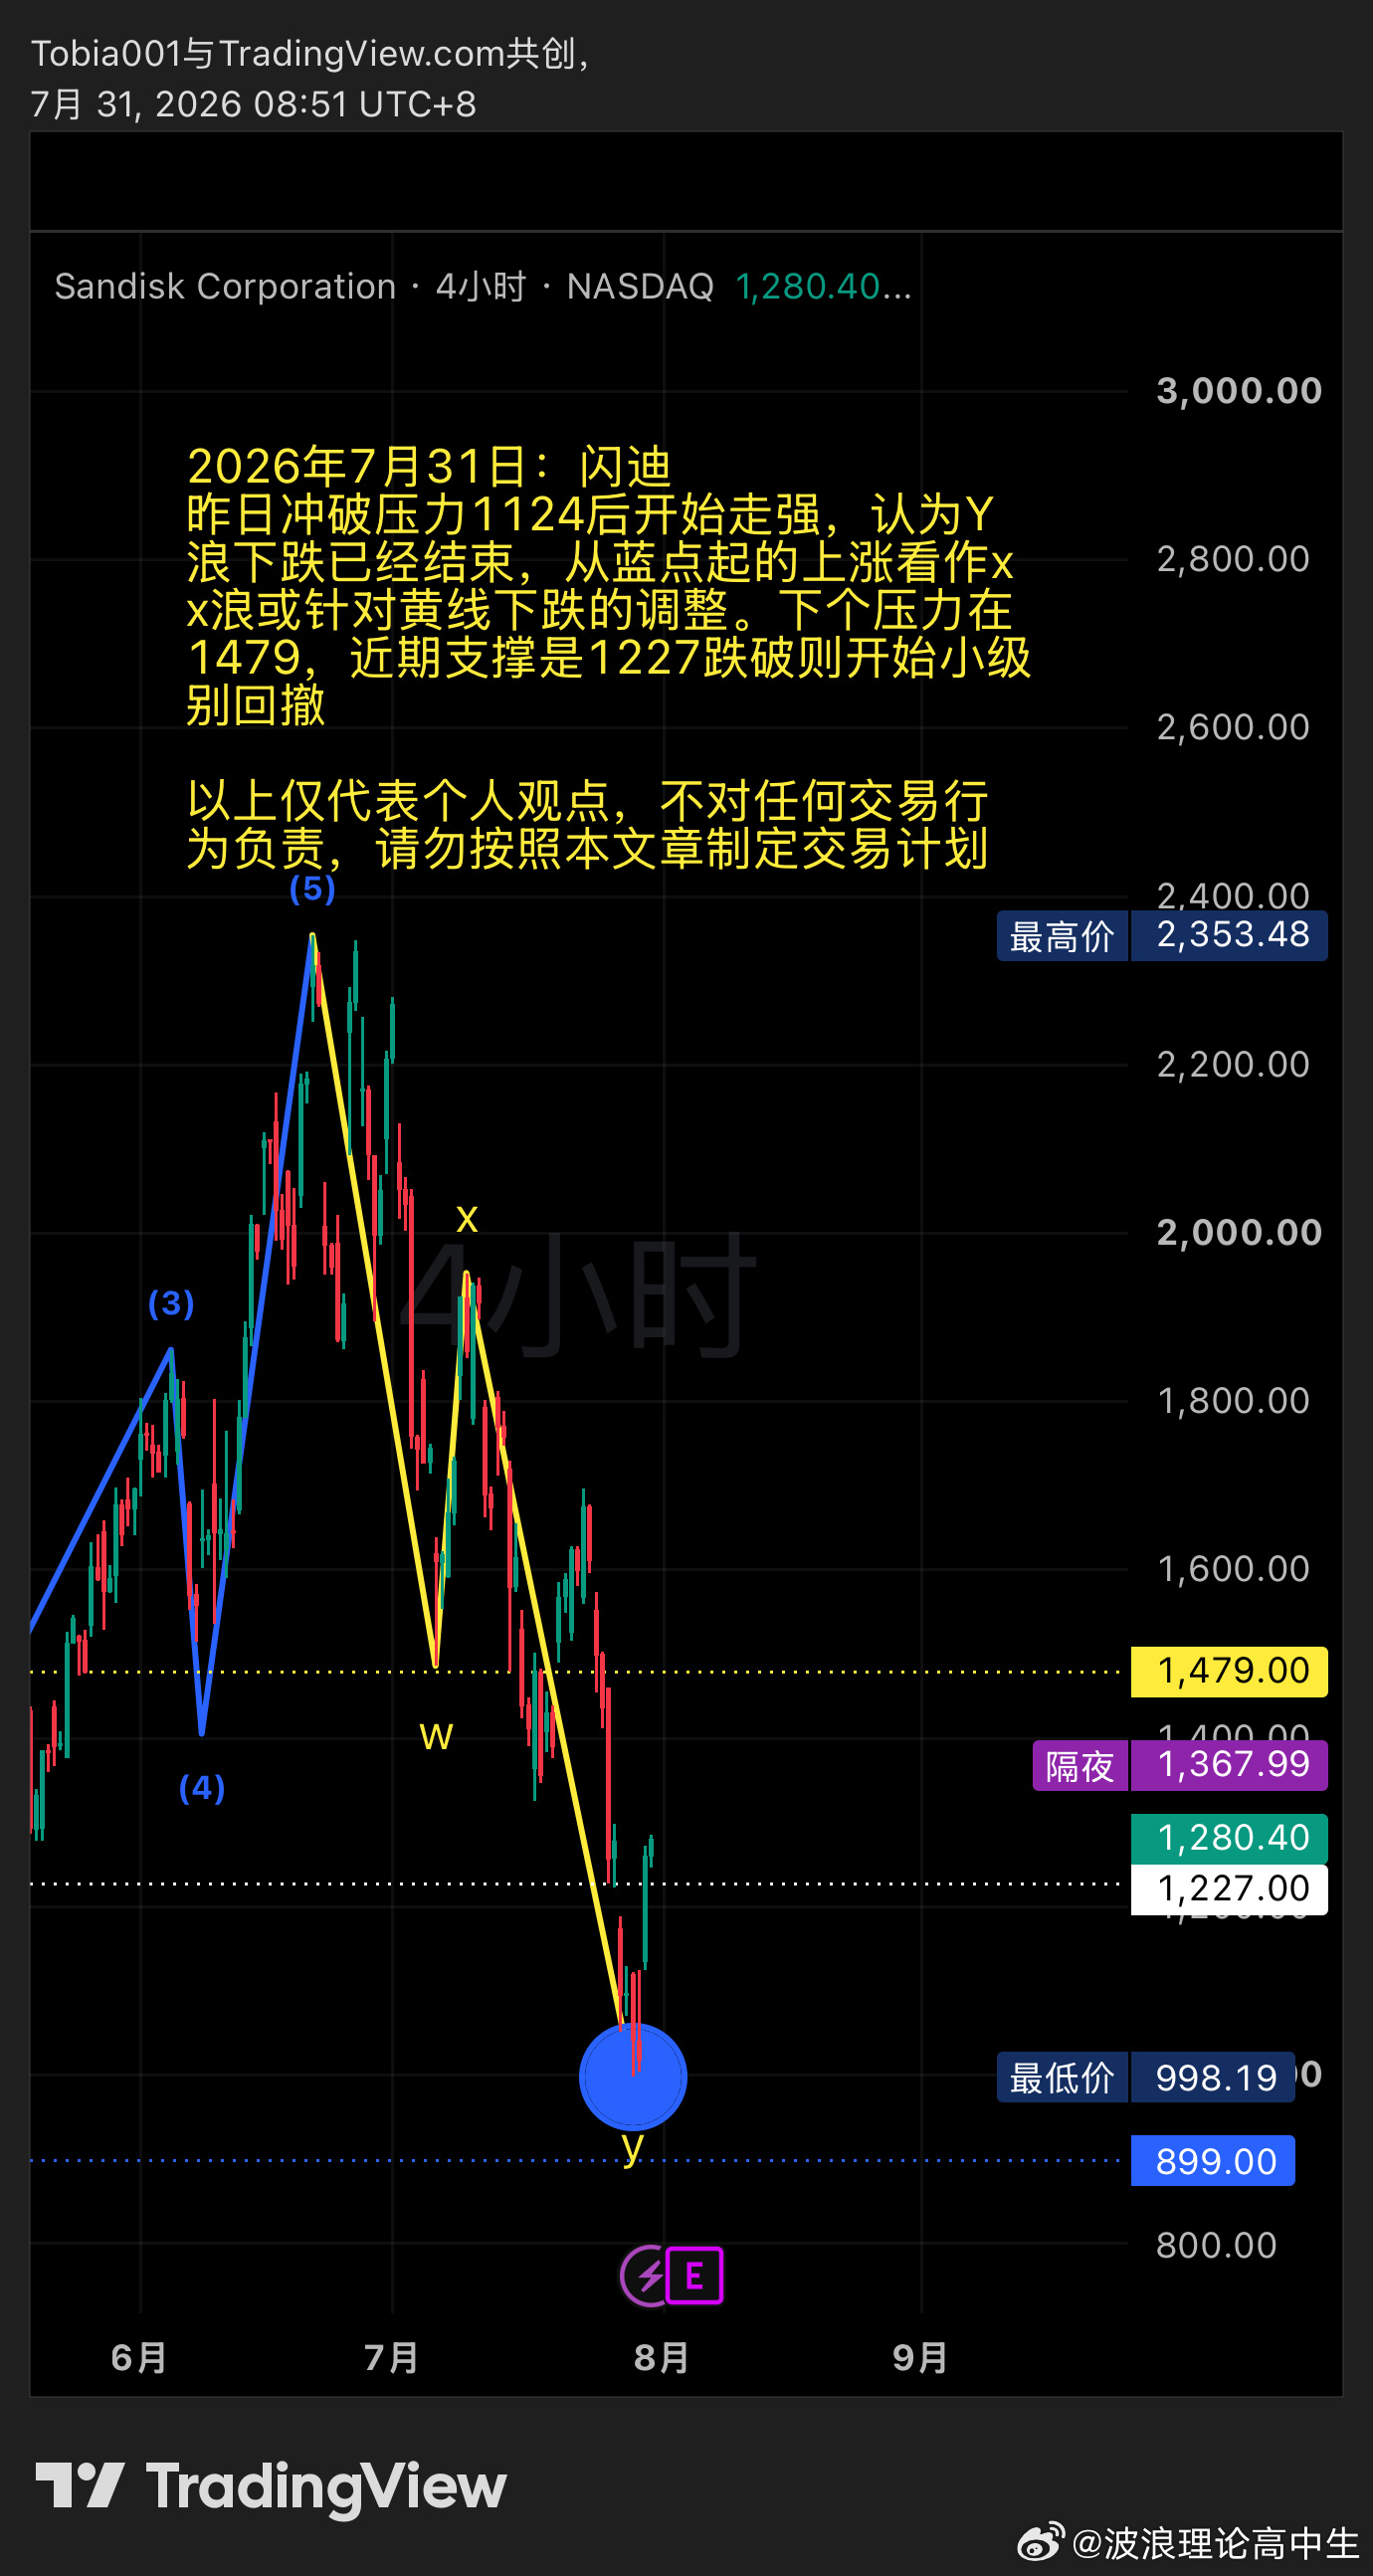 Tobia001与TradingView.com共创，
7月 31, 2026 08:51 UTC+8
Sandisk Corporation · 4小时 · NASDAQ 1,280.40...
3,000.00
2026年7月31日：闪迪
昨日冲破压力1124后开始走强，认为Y
浪下跌已经结束，从蓝点起的上涨看作x
x浪或针对黄线下跌的调整。下个压力在
1479，近期支撑是1227跌破则开始小级
别回撤
2,800.00
2,600.00
以上仅代表个人观点，不对任何交易行
为负责，请勿按照本文章制定交易计划
(5)
2,400.00
最高价 2,353.48
2,200.00
x
2,000.00
4小时
(3)
1,800.00
1,600.00
1,479.00
w
1,400.00
隔夜 1,367.99
(4)
1,280.40
1,227.00
最低价 998.19
y
899.00
800.00
E
6月 7月 8月 9月
TradingView
@波浪理论高中生